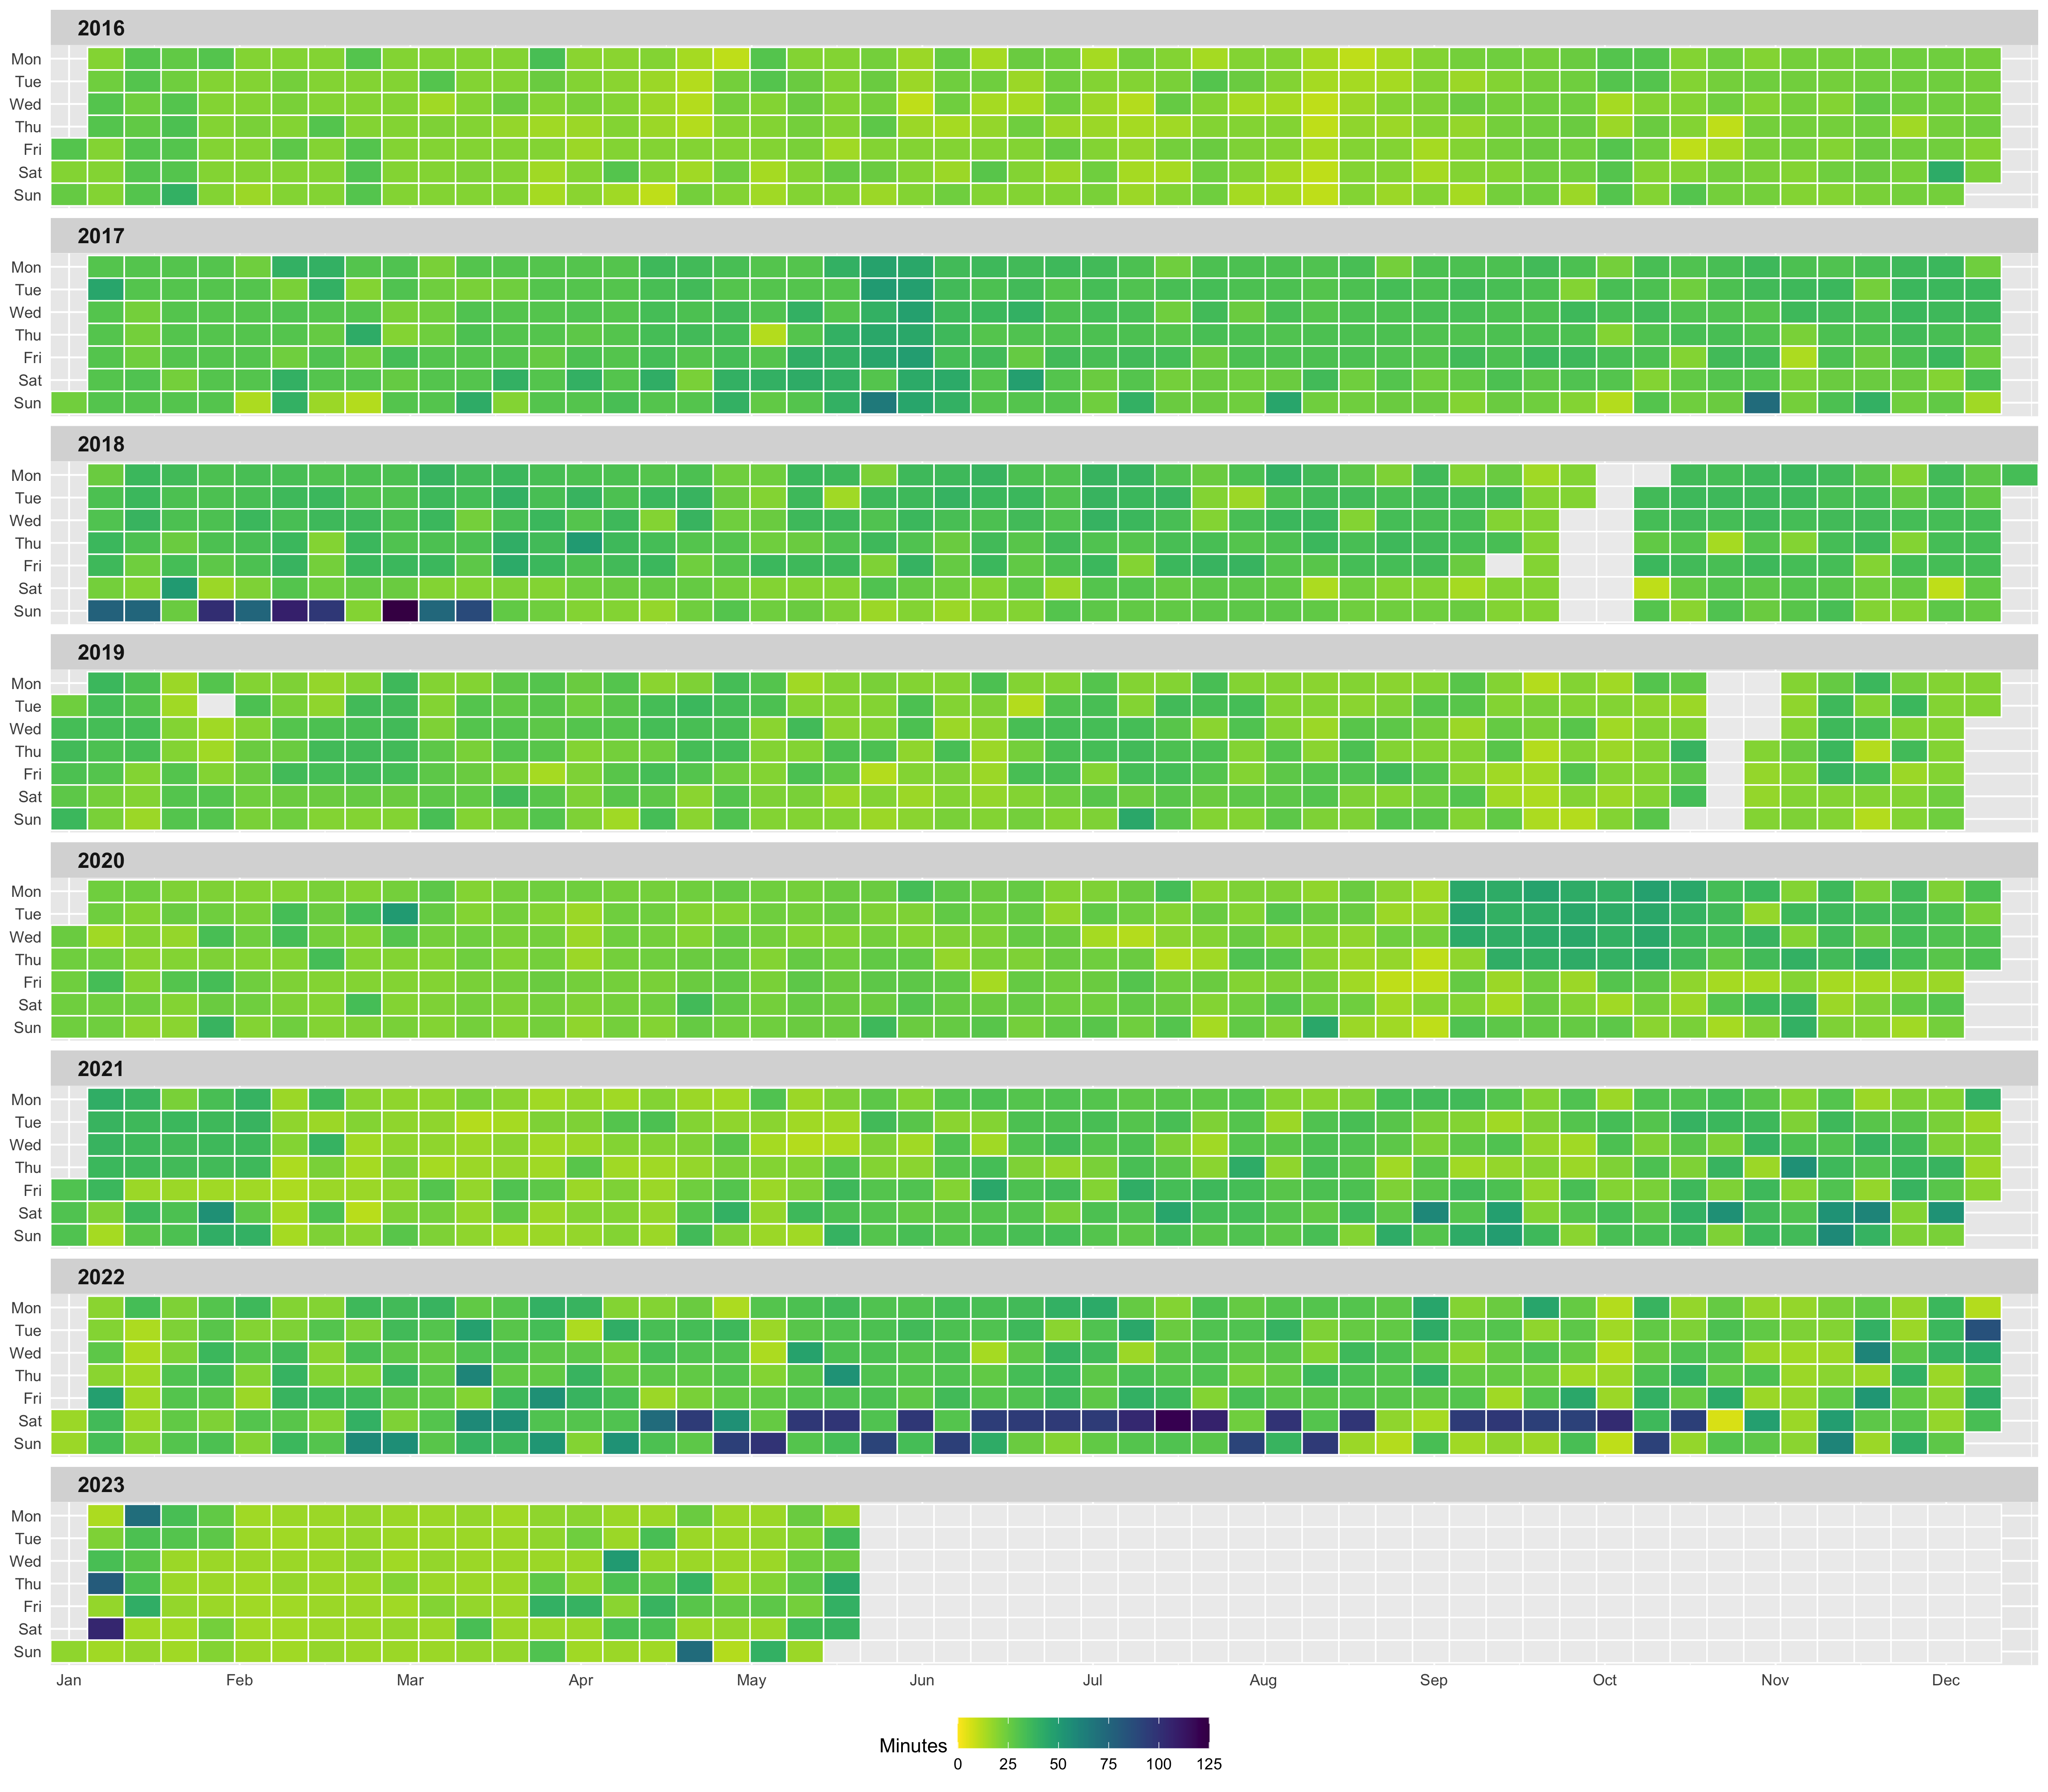 2016
Mon
Tue
Wed
Thu
Fri
Sat
Sun
2017
Mon
Tue
Wed
Thu
Fri
Sat
Sun
2018
Mon
Tue
Wed
Thu
Fri
Sat
Sun
2019
Mon
Tue
Wed
Thu
Fri
Sat
Sun
2020
Mon
Tue
Wed
Thu
Fri
Sat
Sun
2021
Mon
Tue
Wed
Thu
Fri
Sat
Sun
2022
Mon
Tue
Wed
Thu
Fri
Sat
Sun
2023
Mon
Tue
Wed
Thu
Fri
Sat
Sun
Jan Feb Mar Apr May Jun Jul Aug Sep Oct Nov Dec
Minutes
0 25 50 75 100 125